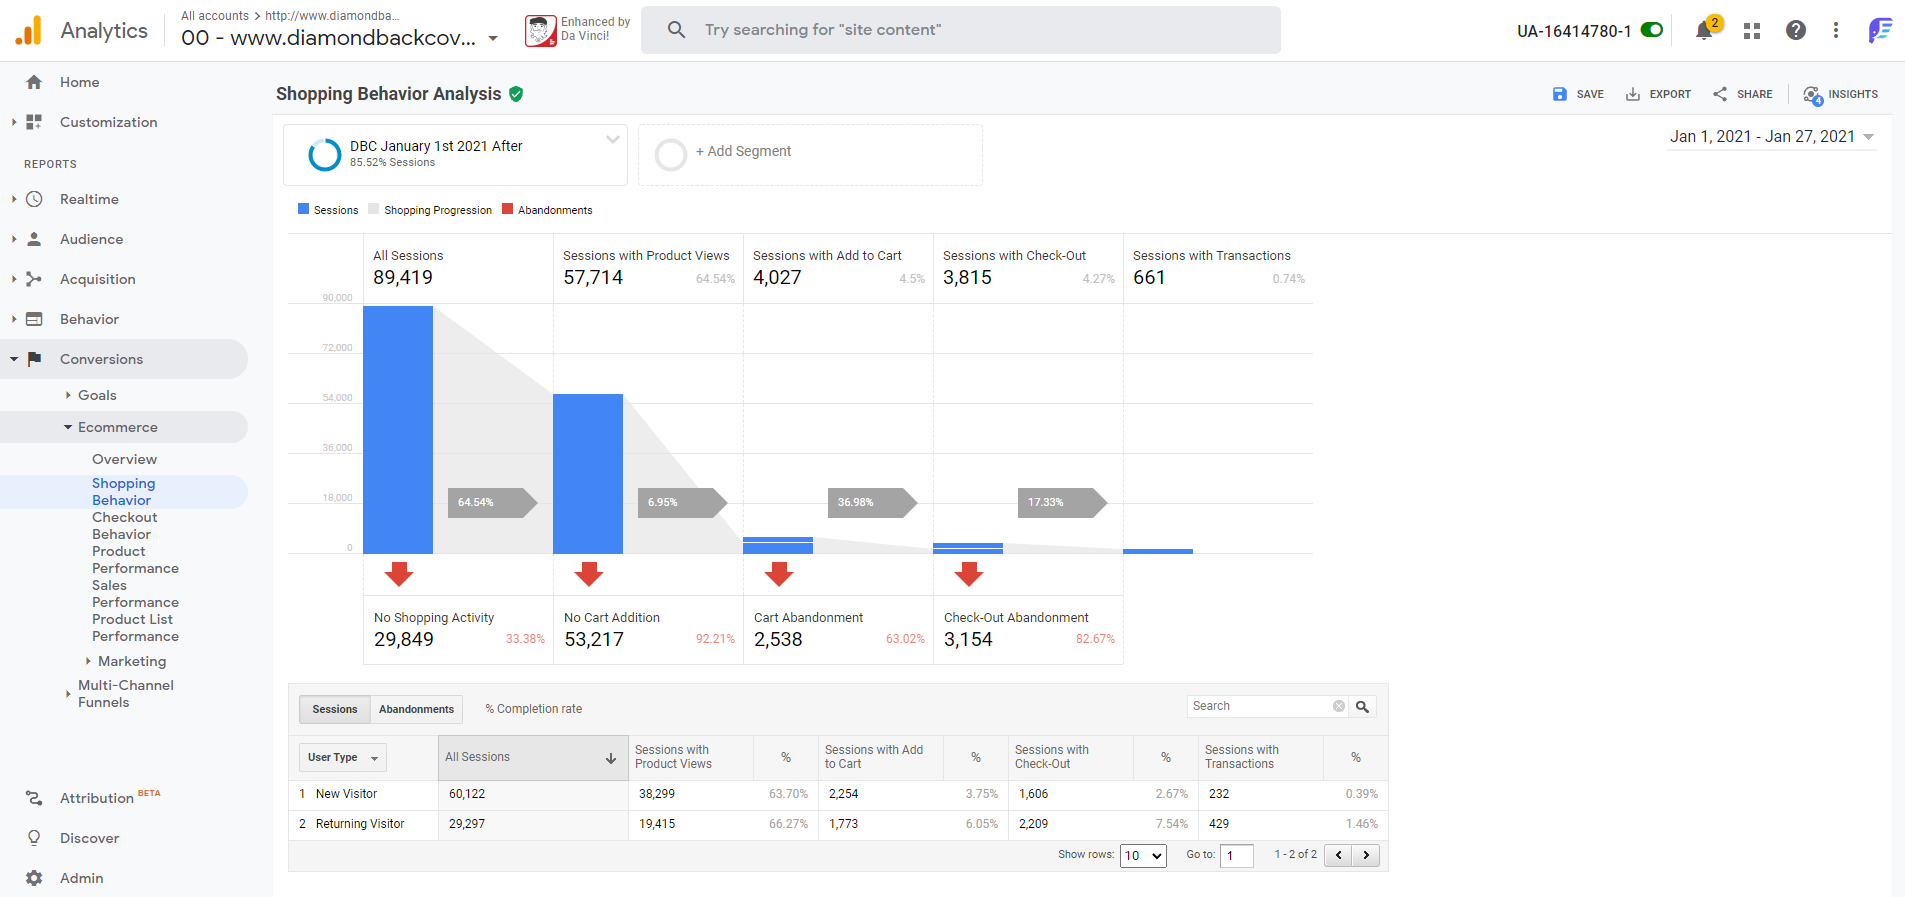 Analytics
All accounts > http://www.diamondba...
00 - www.diamondbackcov...
Enhanced by
Da Vinci!
Try searching for "site content"
UA-16414780-1
2
Home
Customization
REPORTS
Realtime
Audience
Acquisition
Behavior
Conversions
Goals
Ecommerce
Overview
Shopping
Behavior
Checkout
Behavior
Product
Performance
Sales
Performance
Product List
Performance
Marketing
Multi-Channel
Funnels
Attribution BETA
Discover
Admin
Shopping Behavior Analysis
SAVE
EXPORT
SHARE
4
INSIGHTS
DBC January 1st 2021 After
85.52% Sessions
+ Add Segment
Jan 1, 2021 - Jan 27, 2021
Sessions
Shopping Progression
Abandonments
All Sessions
89,419
Sessions with Product Views
57,714 64.54%
Sessions with Add to Cart
4,027 4.5%
Sessions with Check-Out
3,815 4.27%
Sessions with Transactions
661 0.74%
90,000
72,000
54,000
36,000
18,000
0
64.54%
6.95%
36.98%
17.33%
No Shopping Activity
29,849 33.38%
No Cart Addition
53,217 92.21%
Cart Abandonment
2,538 63.02%
Check-Out Abandonment
3,154 82.67%
Sessions Abandonments % Completion rate
Search
User Type
All Sessions
Sessions with
Product Views
%
Sessions with Add
to Cart
%
Sessions with
Check-Out
%
Sessions with
Transactions
%
1 New Visitor 60,122 38,299 63.70% 2,254 3.75% 1,606 2.67% 232 0.39%
2 Returning Visitor 29,297 19,415 66.27% 1,773 6.05% 2,209 7.54% 429 1.46%
Show rows: 10 Go to: 1 1 - 2 of 2